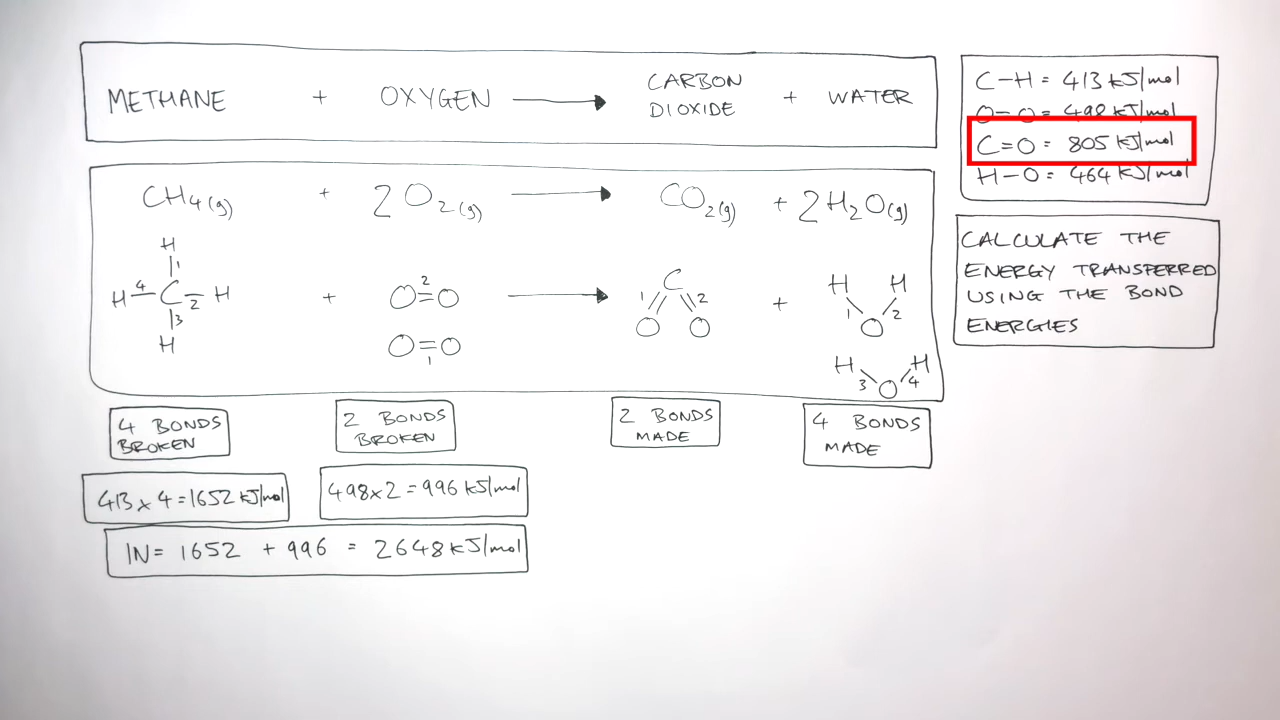 METHANE + OXYGEN → CARBON DIOXIDE + WATER
CH4(g) + 2O2(g) → CO2(g) + 2H2O(g)
H
1
H 4 C 2 H + O=O 2 → 1 C 2 + H H
3 O O 1 O 2
H O=O 1 H H
3 O 4
4 BONDS
BROKEN
2 BONDS
BROKEN
2 BONDS
MADE
4 BONDS
MADE
413 x 4 = 1652 kJ/mol
498 x 2 = 996 kJ/mol
IN = 1652 + 996 = 2648 kJ/mol
C-H = 413 kJ/mol
O-O = 498 kJ/mol
C=O = 805 kJ/mol
H-O = 464 kJ/mol
CALCULATE THE
ENERGY TRANSFERRED
USING THE BOND
ENERGIES